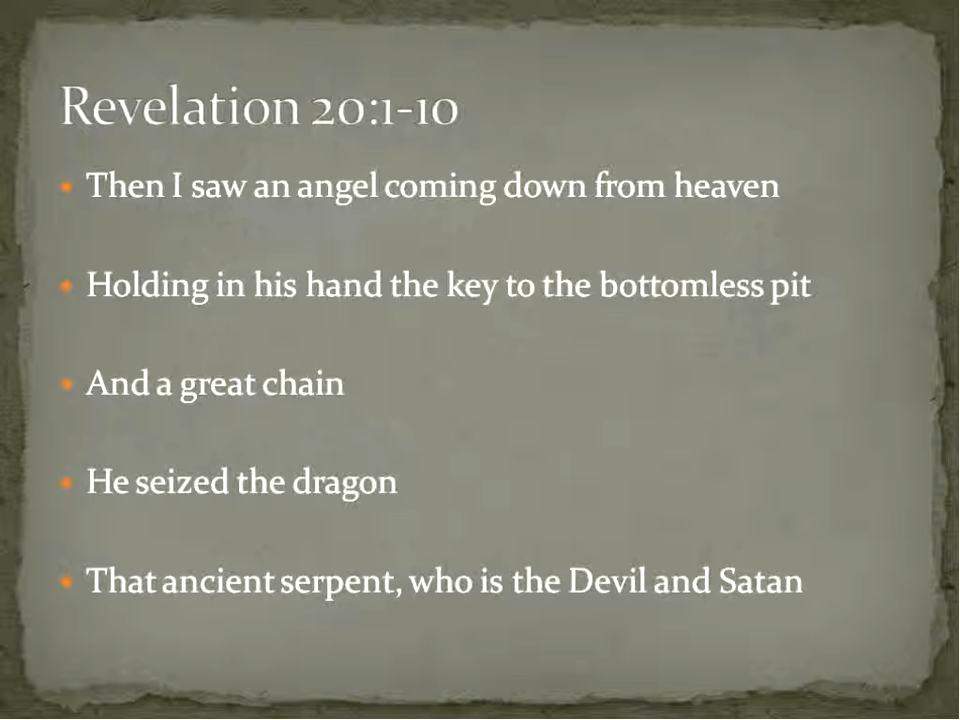 Revelation 20:1-10
• Then I saw an angel coming down from heaven
• Holding in his hand the key to the bottomless pit
• And a great chain
• He seized the dragon
• That ancient serpent, who is the Devil and Satan